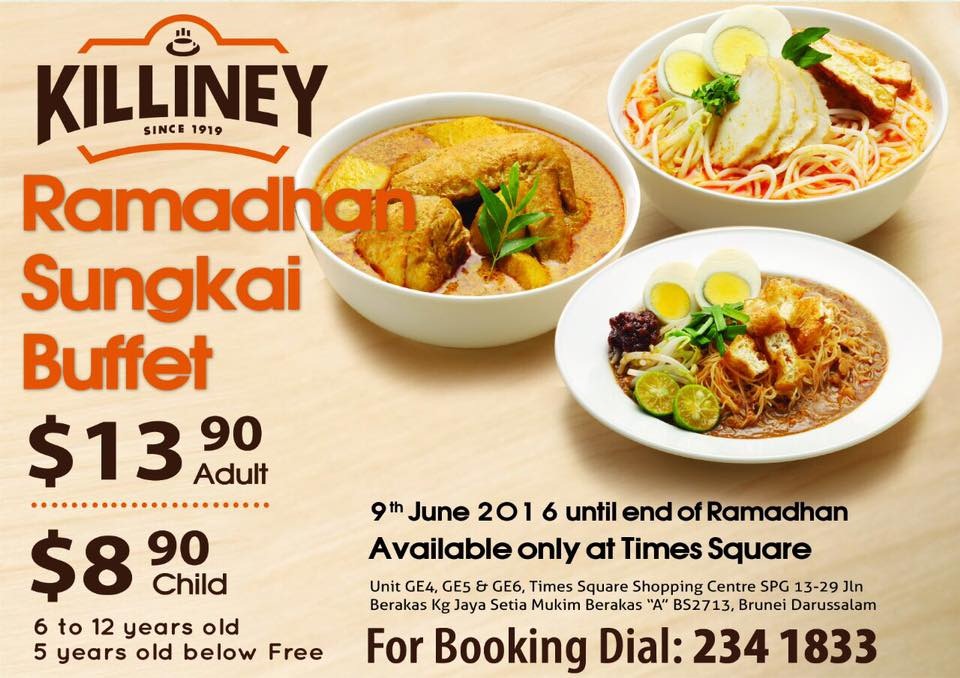 KILLINEY
SINCE 1919
Ramadhan
Sungkai
Buffet
$13 90
Adult
$8 90
Child
6 to 12 years old
5 years old below Free
9th June 2016 until end of Ramadhan
Available only at Times Square
Unit GE4, GE5 & GE6, Times Square Shopping Centre SPG 13-29 Jln
Berakas Kg Jaya Setia Mukim Berakas "A" BS2713, Brunei Darussalam
For Booking Dial: 234 1833